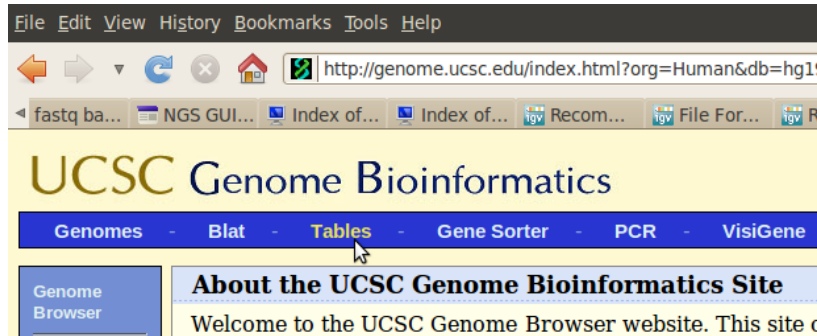 File Edit View History Bookmarks Tools Help
http://genome.ucsc.edu/index.html?org=Human&db=hg19
fastq ba... NGS GUI... Index of... Index of... Recom... File For... R
UCSC Genome Bioinformatics
Genomes - Blat - Tables - Gene Sorter - PCR - VisiGene
Genome
Browser
About the UCSC Genome Bioinformatics Site
Welcome to the UCSC Genome Browser website. This site